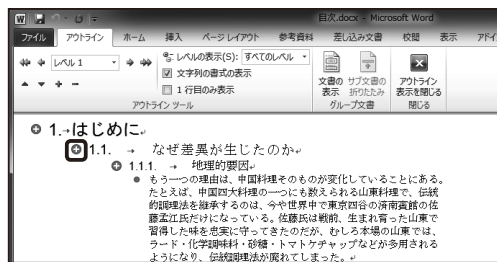 目次.docx - Microsoft Word
ファイル アウトライン ホーム 挿入 ページ レイアウト 参考資料 差し込み文書 校閲 表示 アドイ
レベル 1 レベルの表示(S): すべてのレベル
文字列の書式の表示
1 行目のみ表示
文書の表示 サブ文書の折りたたみ アウトライン表示を閉じる
アウトライン ツール グループ文書 閉じる
1.→はじめに
1.1. → なぜ差異が生じたのか
1.1.1. → 地理的要因
もう一つの理由は、中国料理そのものが変化していることにある。
たとえば、中国四大料理の一つにも数えられる山東料理で、伝統
的調理法を継承するのは、今や世界中で東京四谷の済南賓館の佐
藤孟江氏だけになっている。佐藤氏は戦前、生まれ育った山東で
習得した味を忠実に守ってきたのだが、むしろ本場の山東では、
ラード・化学調味料・砂糖・トマトケチャップなどが多用される
ようになり、伝統調理法が廃れてしまった。